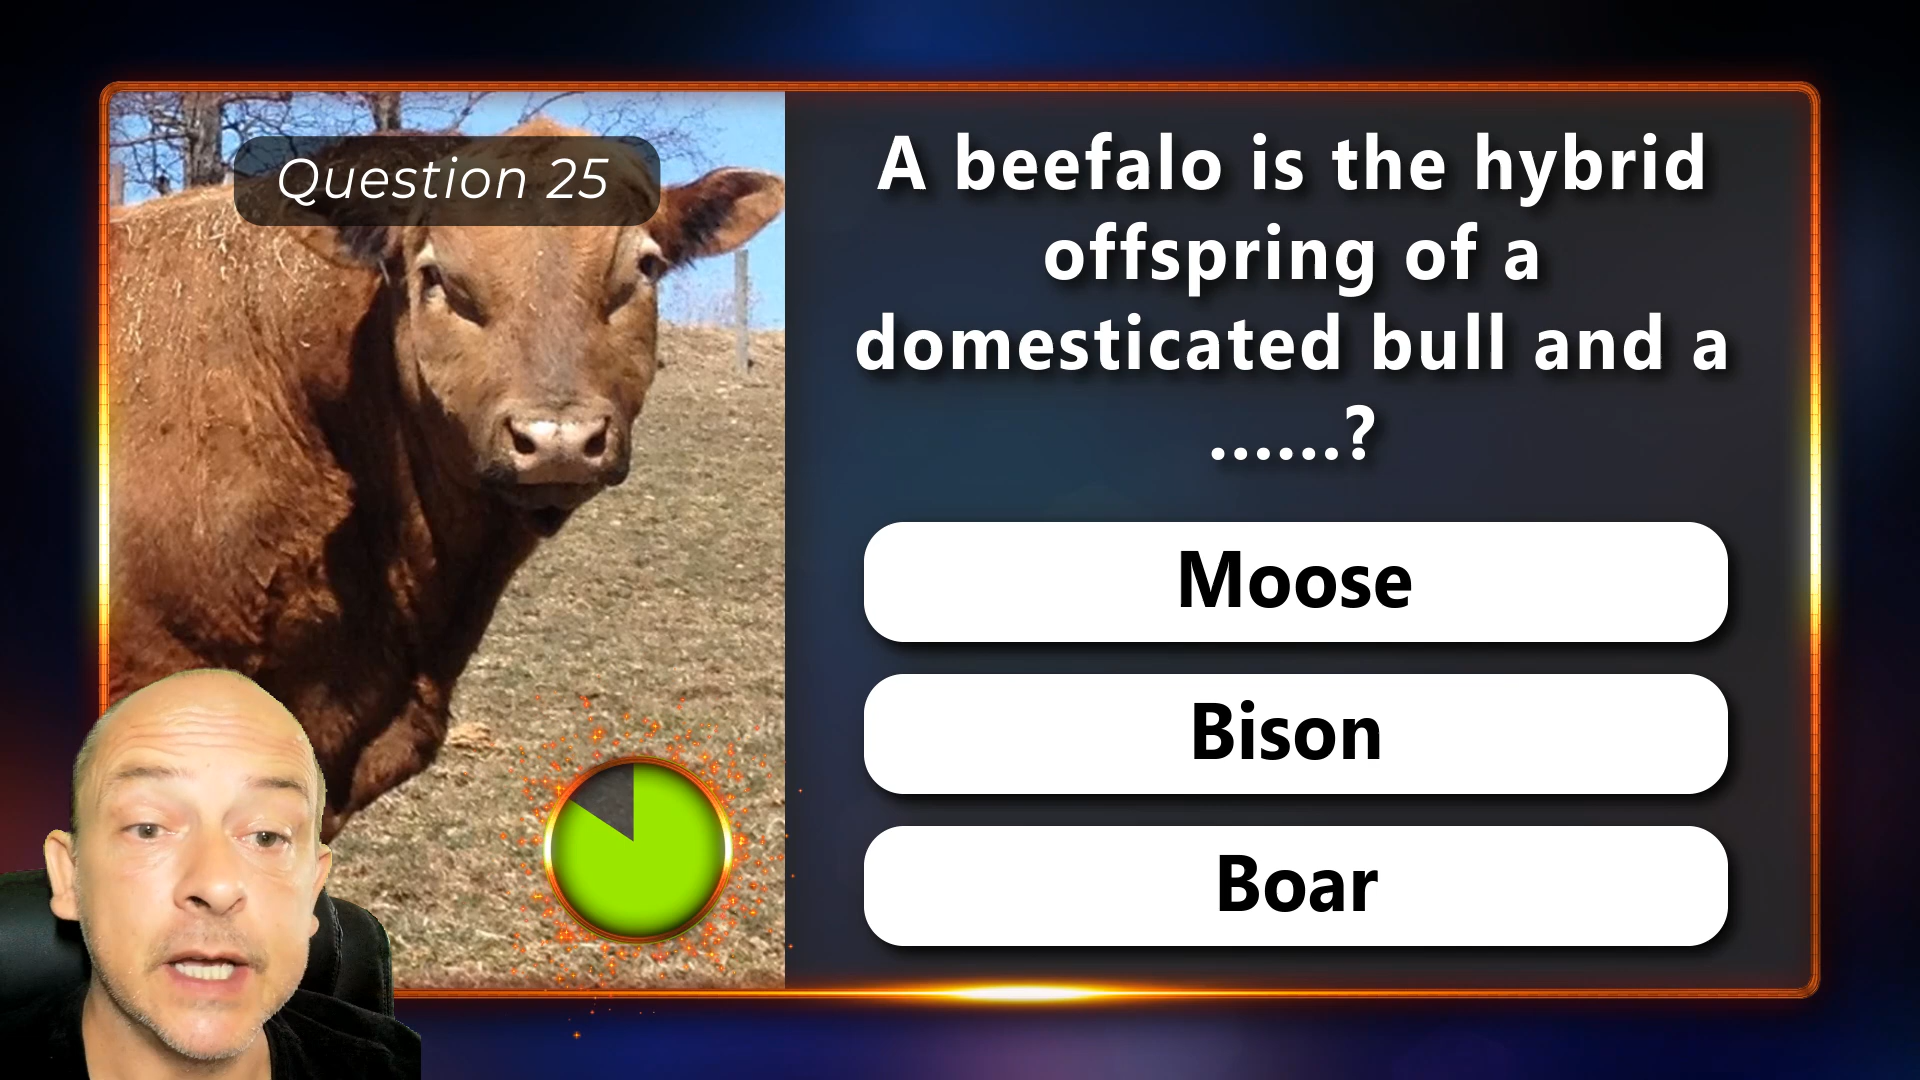 Question 25
A beefalo is the hybrid
offspring of a
domesticated bull and a
......?
Moose
Bison
Boar